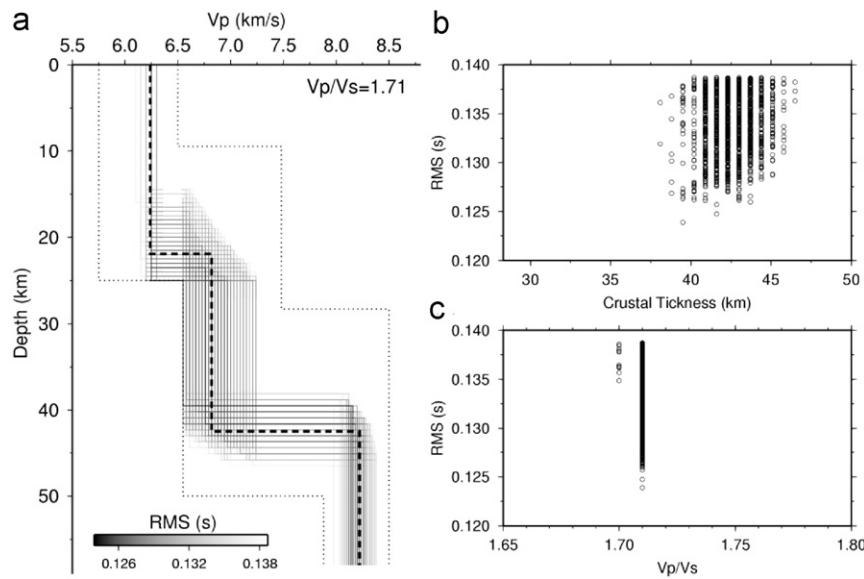 a
Vp (km/s)
5.5 6.0 6.5 7.0 7.5 8.0 8.5
Vp/Vs=1.71
0
10
20
30
40
50
Depth (km)
RMS (s)
0.126 0.132 0.138
b
0.140
0.135
0.130
0.125
0.120
RMS (s)
30 35 40 45 50
Crustal Tickness (km)
c
0.140
0.135
0.130
0.125
0.120
RMS (s)
1.65 1.70 1.75 1.80
Vp/Vs